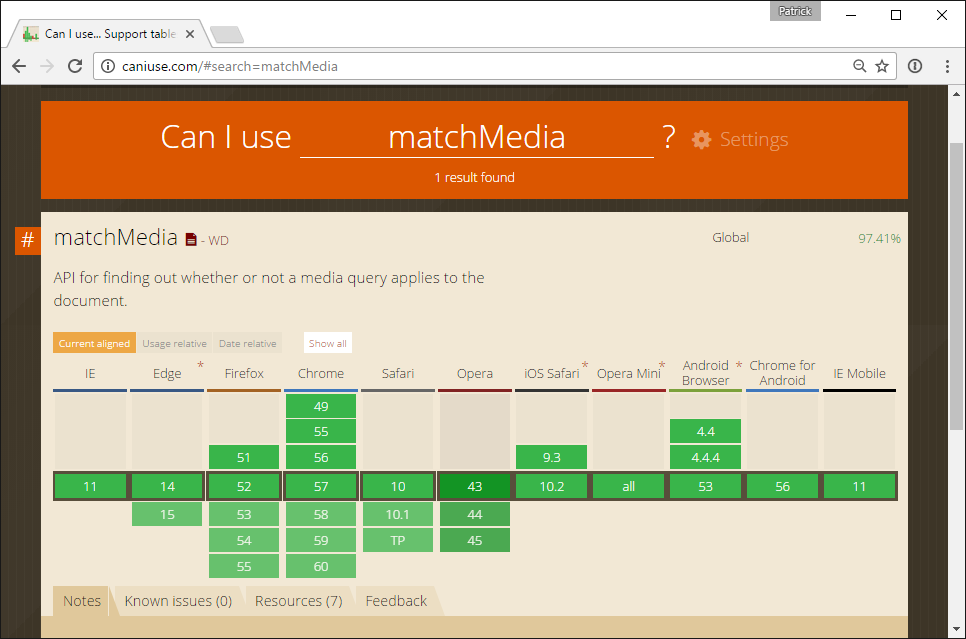 Patrick
Can I use... Support table
caniuse.com/#search=matchMedia
Can I use matchMedia ? Settings
1 result found
# matchMedia - WD Global 97.41%
API for finding out whether or not a media query applies to the
document.
Current aligned Usage relative Date relative Show all
IE Edge * Firefox Chrome Safari Opera iOS Safari * Opera Mini * Android Browser * Chrome for Android IE Mobile
49
55 4.4
51 56 9.3 4.4.4
11 14 52 57 10 43 10.2 all 53 56 11
15 53 58 10.1 44
54 59 TP 45
55 60
Notes Known issues (0) Resources (7) Feedback